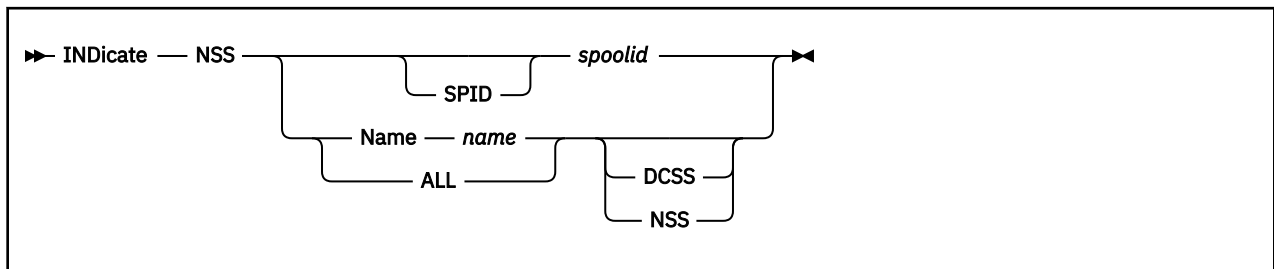 INDicate NSS spoolid
SPID
Name name
ALL
DCSS
NSS